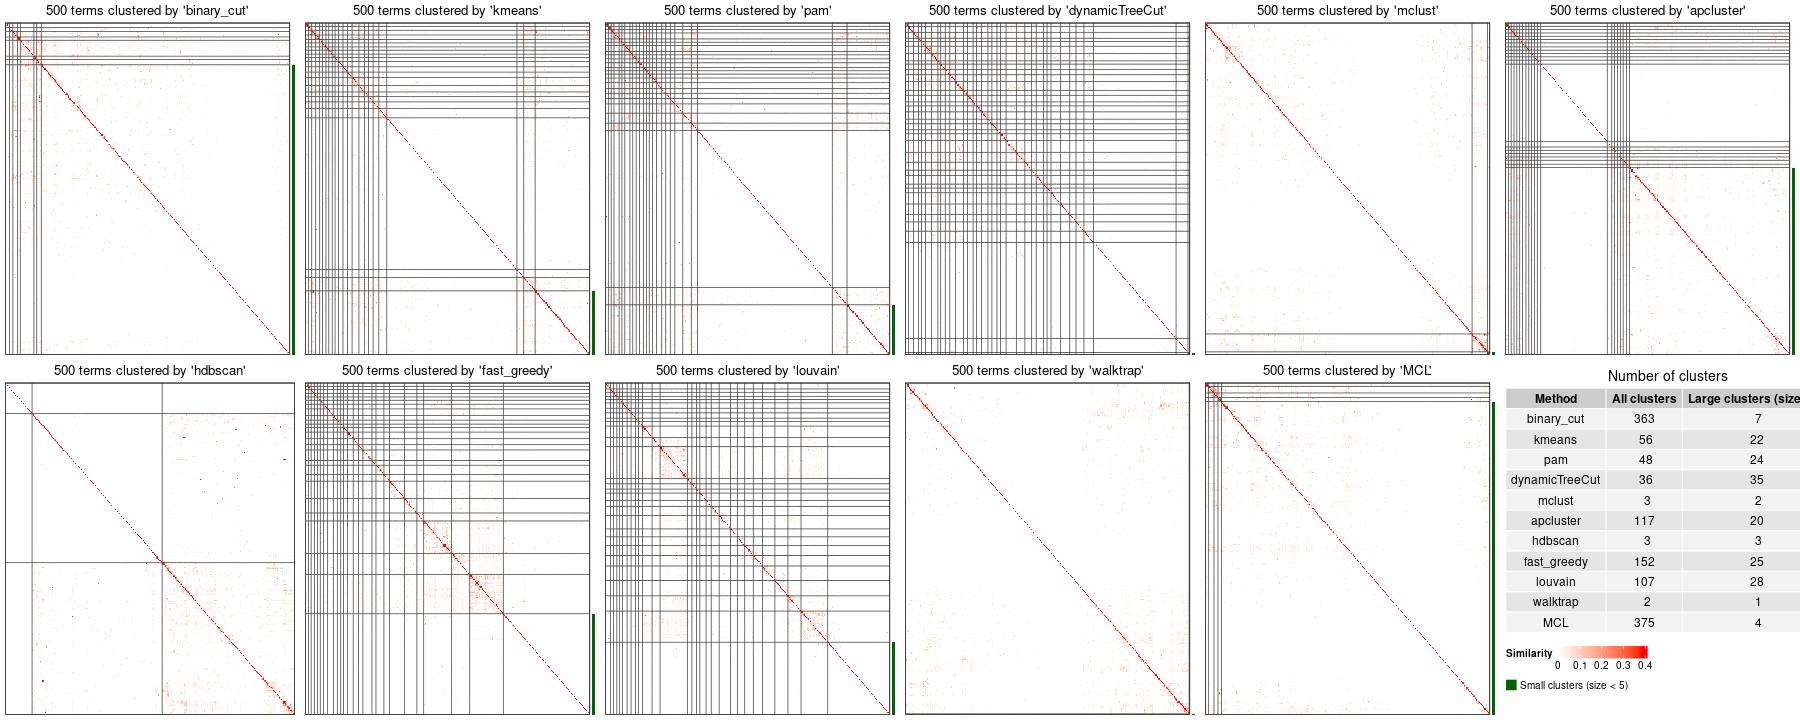 500 terms clustered by 'binary_cut'
500 terms clustered by 'kmeans'
500 terms clustered by 'pam'
500 terms clustered by 'dynamicTreeCut'
500 terms clustered by 'mclust'
500 terms clustered by 'apcluster'
500 terms clustered by 'hdbscan'
500 terms clustered by 'fast_greedy'
500 terms clustered by 'louvain'
500 terms clustered by 'walktrap'
500 terms clustered by 'MCL'
Number of clusters
Method All clusters Large clusters (size
binary_cut 363 7
kmeans 56 22
pam 48 24
dynamicTreeCut 36 35
mclust 3 2
apcluster 117 20
hdbscan 3 3
fast_greedy 152 25
louvain 107 28
walktrap 2 1
MCL 375 4
Similarity
0 0.1 0.2 0.3 0.4
Small clusters (size < 5)